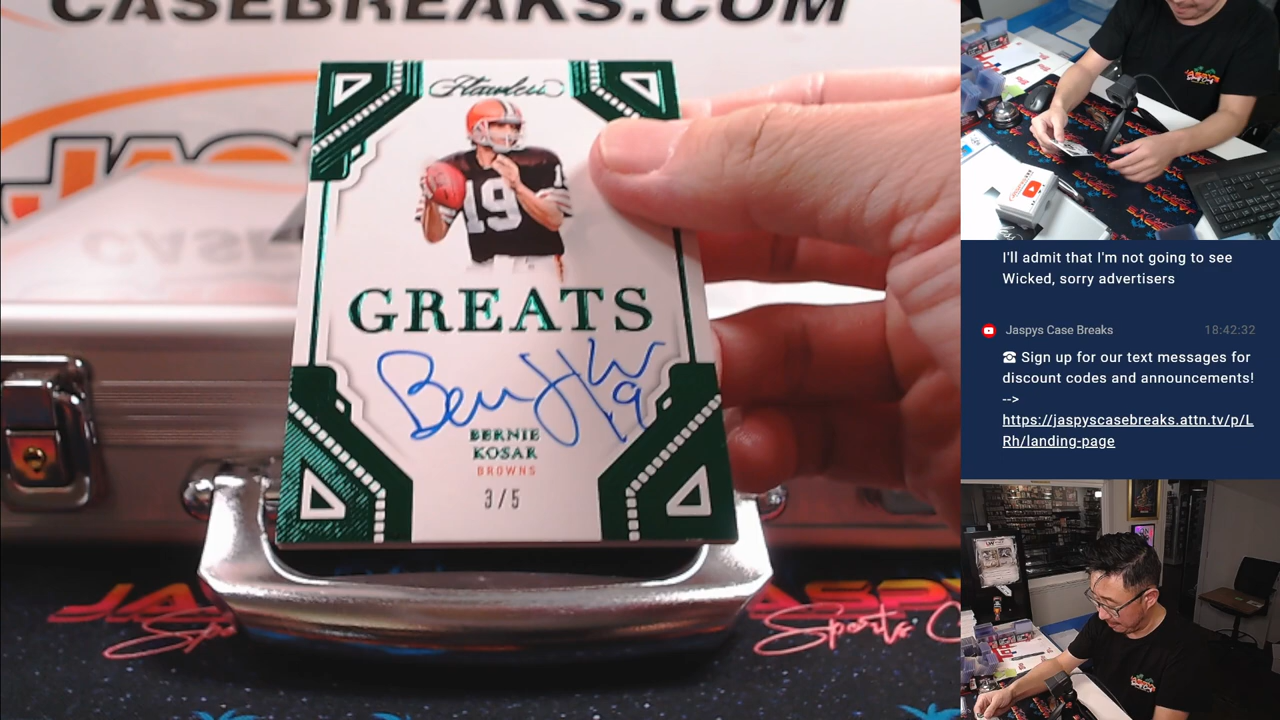 CASEBREAKS.COM
Flawless
19
GREATS
BERNIE
KOSAR
BROWNS
3/5
I'll admit that I'm not going to see
Wicked, sorry advertisers
Jaspys Case Breaks
18:42:32
☎ Sign up for our text messages for
discount codes and announcements!
-->
https://jaspyscasebreaks.attn.tv/p/L
Rh/landing-page